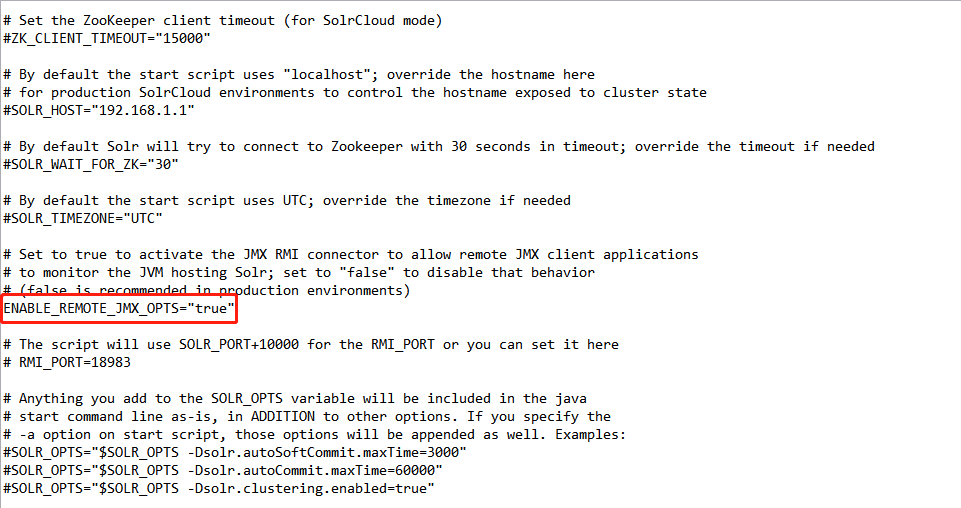 # Set the ZooKeeper client timeout (for SolrCloud mode)
#ZK_CLIENT_TIMEOUT="15000"
# By default the start script uses "localhost"; override the hostname here
# for production SolrCloud environments to control the hostname exposed to cluster state
#SOLR_HOST="192.168.1.1"
# By default Solr will try to connect to Zookeeper with 30 seconds in timeout; override the timeout if needed
#SOLR_WAIT_FOR_ZK="30"
# By default the start script uses UTC; override the timezone if needed
#SOLR_TIMEZONE="UTC"
# Set to true to activate the JMX RMI connector to allow remote JMX client applications
# to monitor the JVM hosting Solr; set to "false" to disable that behavior
# (false is recommended in production environments)
ENABLE_REMOTE_JMX_OPTS="true"
# The script will use SOLR_PORT+10000 for the RMI_PORT or you can set it here
# RMI_PORT=18983
# Anything you add to the SOLR_OPTS variable will be included in the java
# start command line as-is, in ADDITION to other options. If you specify the
# -a option on start script, those options will be appended as well. Examples:
#SOLR_OPTS="$SOLR_OPTS -Dsolr.autoSoftCommit.maxTime=3000"
#SOLR_OPTS="$SOLR_OPTS -Dsolr.autoCommit.maxTime=60000"
#SOLR_OPTS="$SOLR_OPTS -Dsolr.clustering.enabled=true"